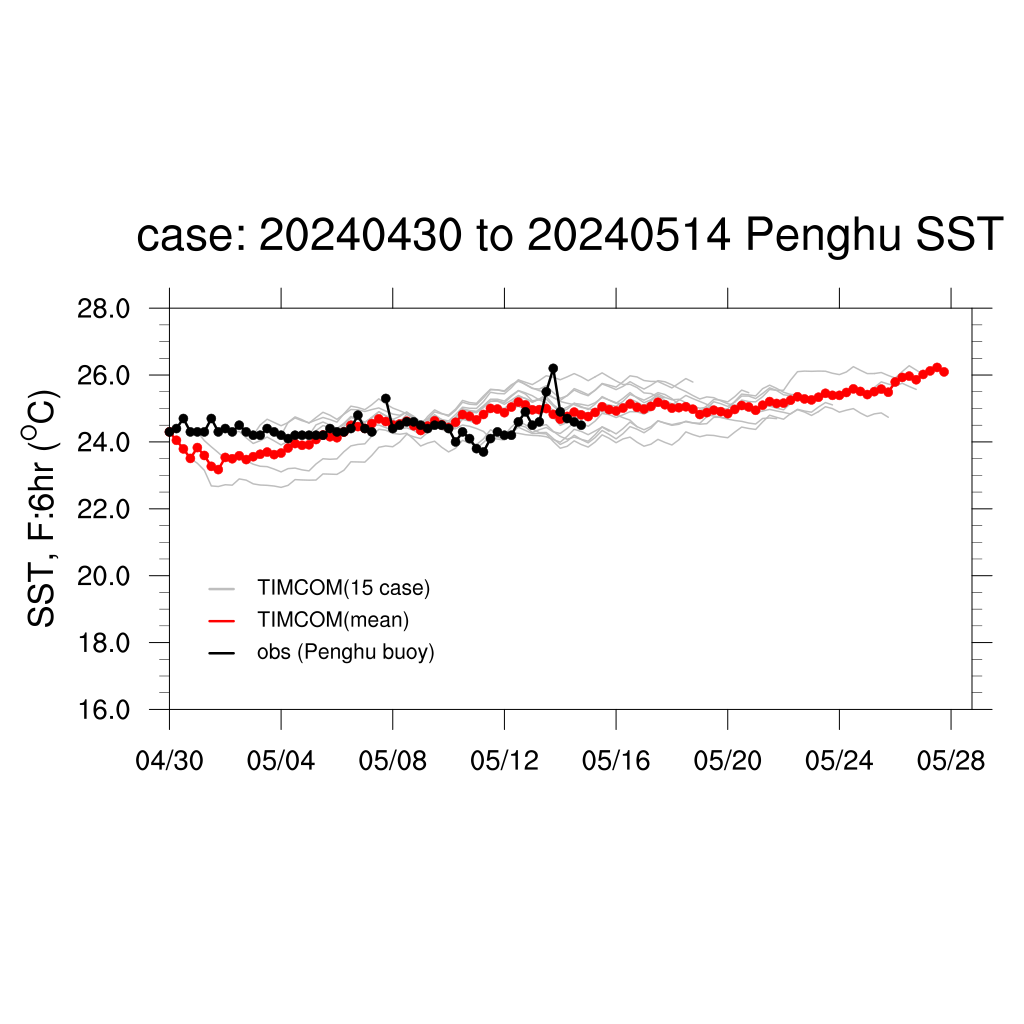 case: 20240430 to 20240514 Penghu SST
SST, F:6hr (°C)
28.0
26.0
24.0
22.0
20.0
18.0
16.0
TIMCOM(15 case)
TIMCOM(mean)
obs (Penghu buoy)
04/30 05/04 05/08 05/12 05/16 05/20 05/24 05/28